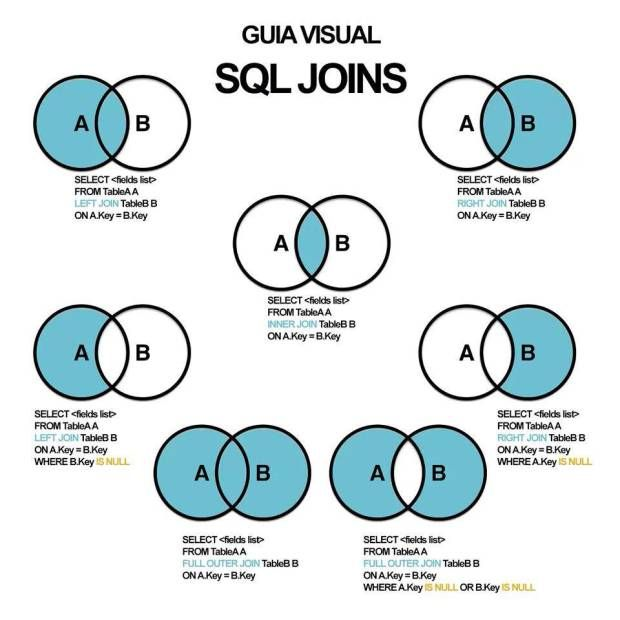 GUIA VISUAL
SQL JOINS
A B
SELECT <fields list>
FROM TableA A
LEFT JOIN TableB B
ON A.Key = B.Key
A B
SELECT <fields list>
FROM TableA A
RIGHT JOIN TableB B
ON A.Key = B.Key
A B
SELECT <fields list>
FROM TableA A
INNER JOIN TableB B
ON A.Key = B.Key
A B
SELECT <fields list>
FROM TableA A
LEFT JOIN TableB B
ON A.Key = B.Key
WHERE B.Key IS NULL
A B
SELECT <fields list>
FROM TableA A
RIGHT JOIN TableB B
ON A.Key = B.Key
WHERE A.Key IS NULL
A B
SELECT <fields list>
FROM TableA A
FULL OUTER JOIN TableB B
ON A.Key = B.Key
A B
SELECT <fields list>
FROM TableA A
FULL OUTER JOIN TableB B
ON A.Key = B.Key
WHERE A.Key IS NULL OR B.Key IS NULL